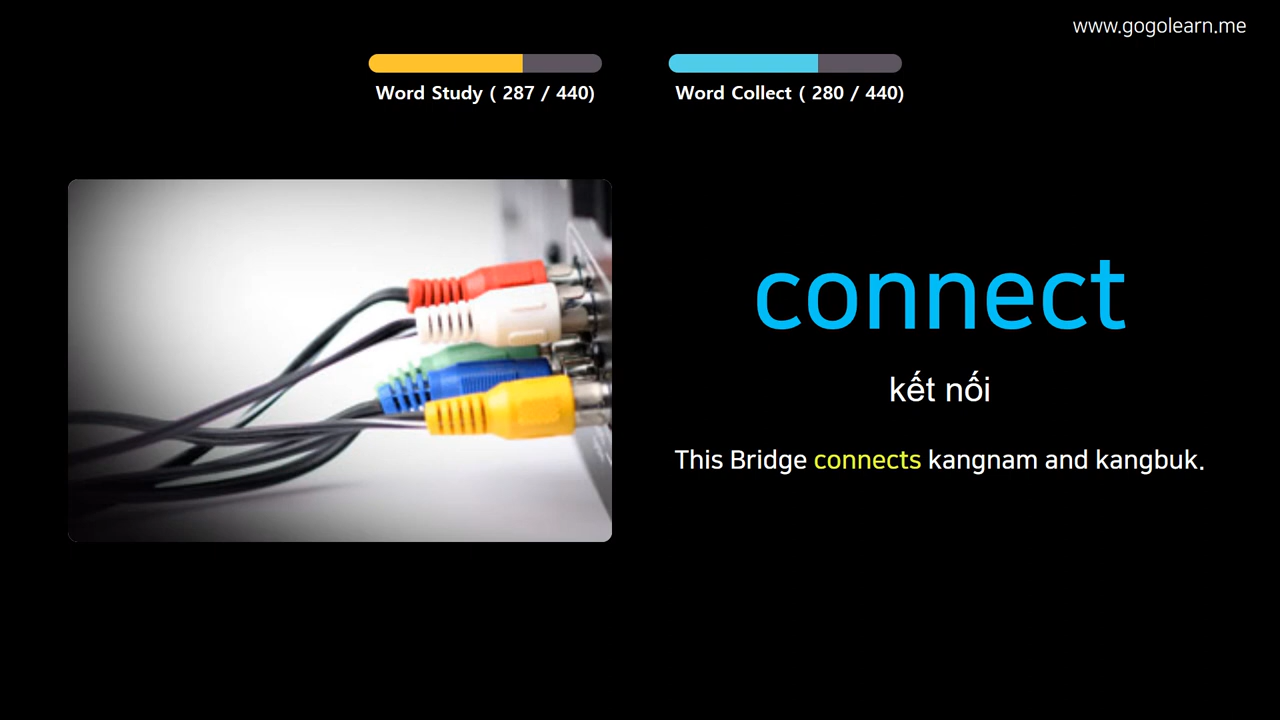 www.gogolearn.me
Word Study ( 287 / 440)
Word Collect ( 280 / 440)
connect
kết nối
This Bridge connects kangnam and kangbuk.